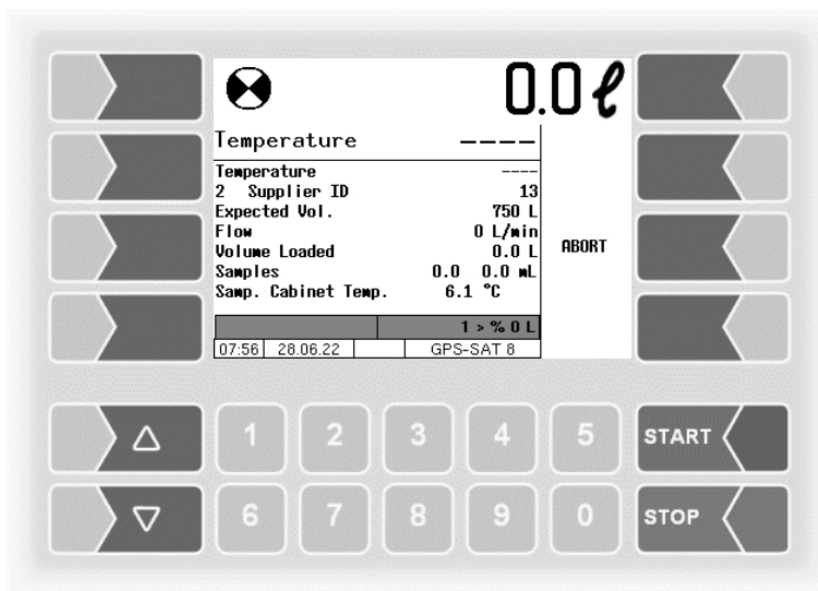 0.0 ℓ
Temperature ----
Temperature ----
2 Supplier ID 13
Expected Vol. 750 L
Flow 0 L/min
Volume Loaded 0.0 L
ABORT
Samples 0.0 0.0 mL
Samp. Cabinet Temp. 6.1 °C
1 > % 0 L
07:56 28.06.22 GPS-SAT 8
1 2 3 4 5 START
6 7 8 9 0 STOP